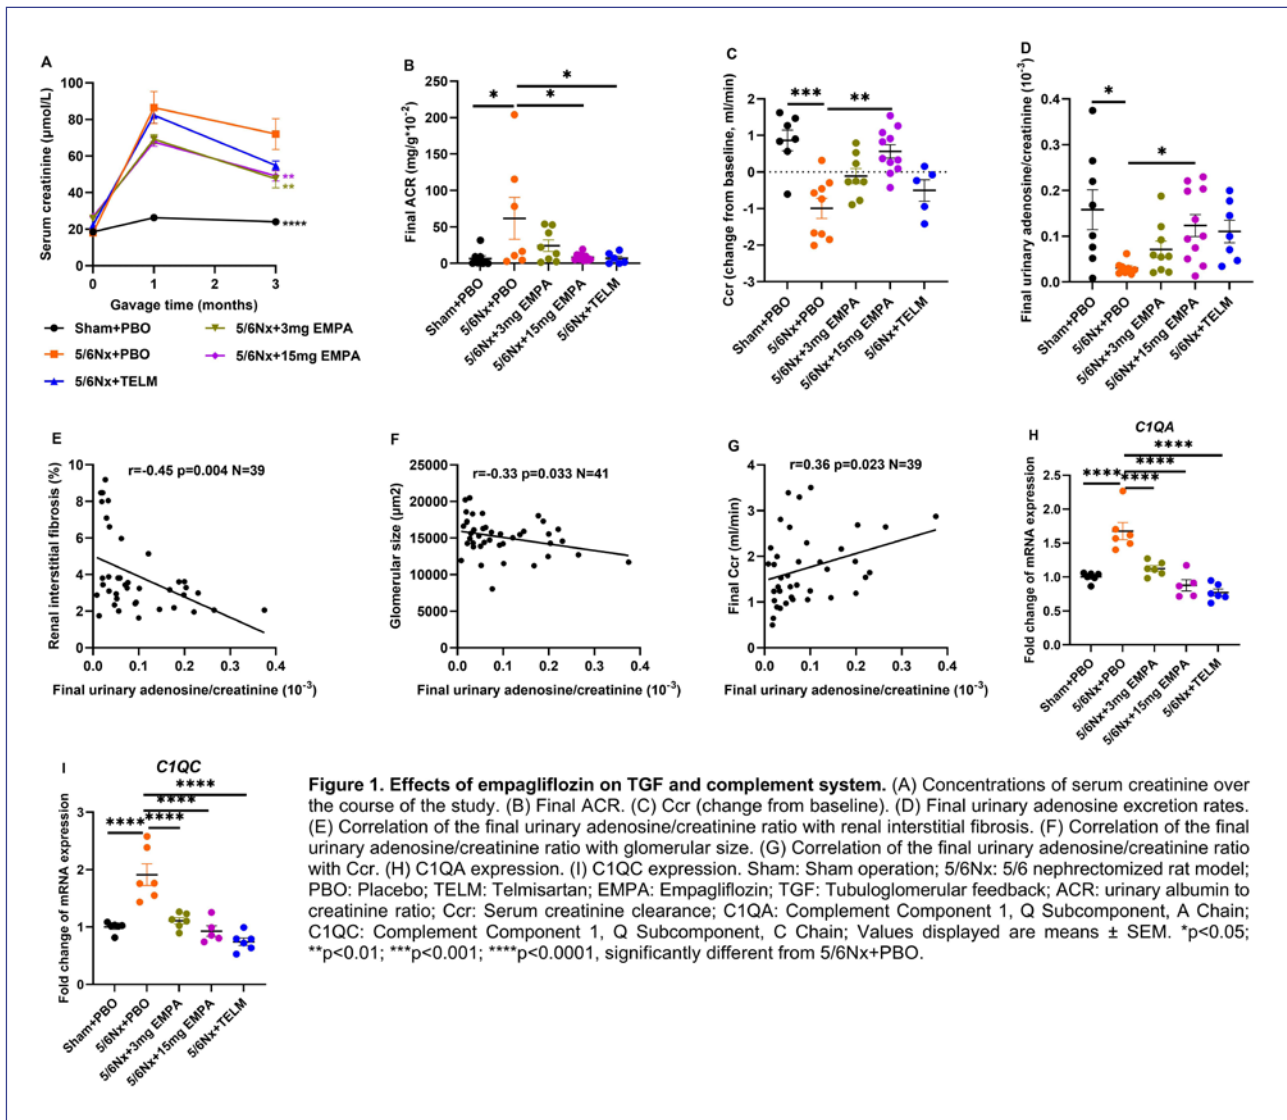 A
Serum creatinine (µmol/L)
100
80
60
40
20
0
**
**
****
0
1
2
3
Gavage time (months)
Sham+PBO
5/6Nx+PBO
5/6Nx+TELM
5/6Nx+3mg EMPA
5/6Nx+15mg EMPA
B
Final ACR (mg/g*10⁻²)
250
200
150
100
50
0
*
*
*
Sham+PBO
5/6Nx+PBO
5/6Nx+3mg EMPA
5/6Nx+15mg EMPA
5/6Nx+TELM
C
Ccr (change from baseline, ml/min)
2
1
0
-1
-2
-3
***
**
Sham+PBO
5/6Nx+PBO
5/6Nx+3mg EMPA
5/6Nx+15mg EMPA
5/6Nx+TELM
D
Final urinary adenosine/creatinine (10⁻³)
0.4
0.3
0.2
0.1
0.0
*
*
Sham+PBO
5/6Nx+PBO
5/6Nx+3mg EMPA
5/6Nx+15mg EMPA
5/6Nx+TELM
E
Renal interstitial fibrosis (%)
r=-0.45 p=0.004 N=39
10
8
6
4
2
0
0.0
0.1
0.2
0.3
0.4
Final urinary adenosine/creatinine (10⁻³)
F
Glomerular size (µm2)
r=-0.33 p=0.033 N=41
25000
20000
15000
10000
5000
0
0.0
0.1
0.2
0.3
0.4
Final urinary adenosine/creatinine (10⁻³)
G
Final Ccr (ml/min)
r=0.36 p=0.023 N=39
4
3
2
1
0
0.0
0.1
0.2
0.3
0.4
Final urinary adenosine/creatinine (10⁻³)
H
C1QA
Fold change of mRNA expression
2.5
2.0
1.5
1.0
0.5
0.0
****
****
****
****
Sham+PBO
5/6Nx+PBO
5/6Nx+3mg EMPA
5/6Nx+15mg EMPA
5/6Nx+TELM
I
C1QC
Fold change of mRNA expression
3
2
1
0
****
****
****
****
Sham+PBO
5/6Nx+PBO
5/6Nx+3mg EMPA
5/6Nx+15mg EMPA
5/6Nx+TELM
Figure 1. Effects of empagliflozin on TGF and complement system. (A) Concentrations of serum creatinine over
the course of the study. (B) Final ACR. (C) Ccr (change from baseline). (D) Final urinary adenosine excretion rates.
(E) Correlation of the final urinary adenosine/creatinine ratio with renal interstitial fibrosis. (F) Correlation of the final
urinary adenosine/creatinine ratio with glomerular size. (G) Correlation of the final urinary adenosine/creatinine ratio
with Ccr. (H) C1QA expression. (I) C1QC expression. Sham: Sham operation; 5/6Nx: 5/6 nephrectomized rat model;
PBO: Placebo; TELM: Telmisartan; EMPA: Empagliflozin; TGF: Tubuloglomerular feedback; ACR: urinary albumin to
creatinine ratio; Ccr: Serum creatinine clearance; C1QA: Complement Component 1, Q Subcomponent, A Chain;
C1QC: Complement Component 1, Q Subcomponent, C Chain; Values displayed are means ± SEM. *p<0.05;
**p<0.01; ***p<0.001; ****p<0.0001, significantly different from 5/6Nx+PBO.